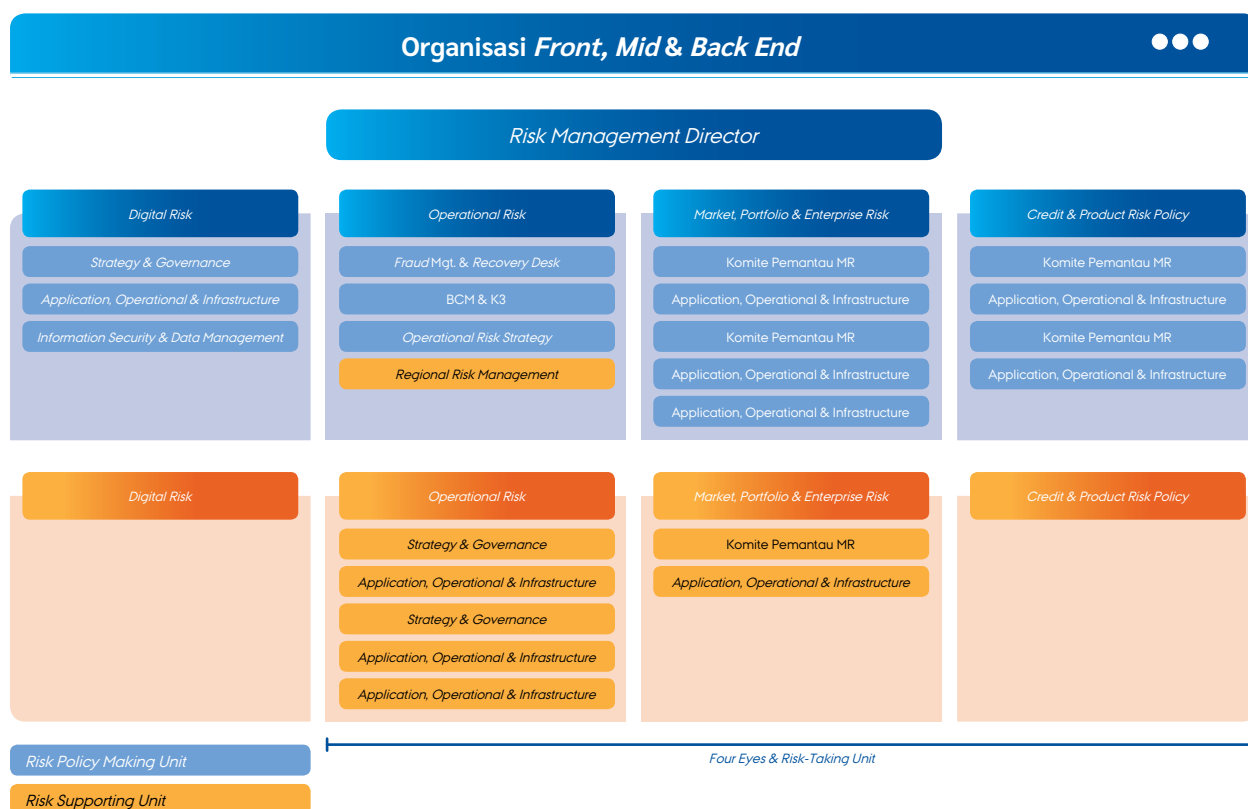 Organisasi Front, Mid & Back End
Risk Management Director
Digital Risk
Strategy & Governance
Application, Operational & Infrastructure
Information Security & Data Management
Operational Risk
Fraud Mgt. & Recovery Desk
BCM & K3
Operational Risk Strategy
Regional Risk Management
Market, Portfolio & Enterprise Risk
Komite Pemantau MR
Application, Operational & Infrastructure
Komite Pemantau MR
Application, Operational & Infrastructure
Application, Operational & Infrastructure
Credit & Product Risk Policy
Komite Pemantau MR
Application, Operational & Infrastructure
Komite Pemantau MR
Application, Operational & Infrastructure
Digital Risk
Operational Risk
Strategy & Governance
Application, Operational & Infrastructure
Strategy & Governance
Application, Operational & Infrastructure
Application, Operational & Infrastructure
Market, Portfolio & Enterprise Risk
Komite Pemantau MR
Application, Operational & Infrastructure
Credit & Product Risk Policy
Risk Policy Making Unit
Risk Supporting Unit
Four Eyes & Risk-Taking Unit